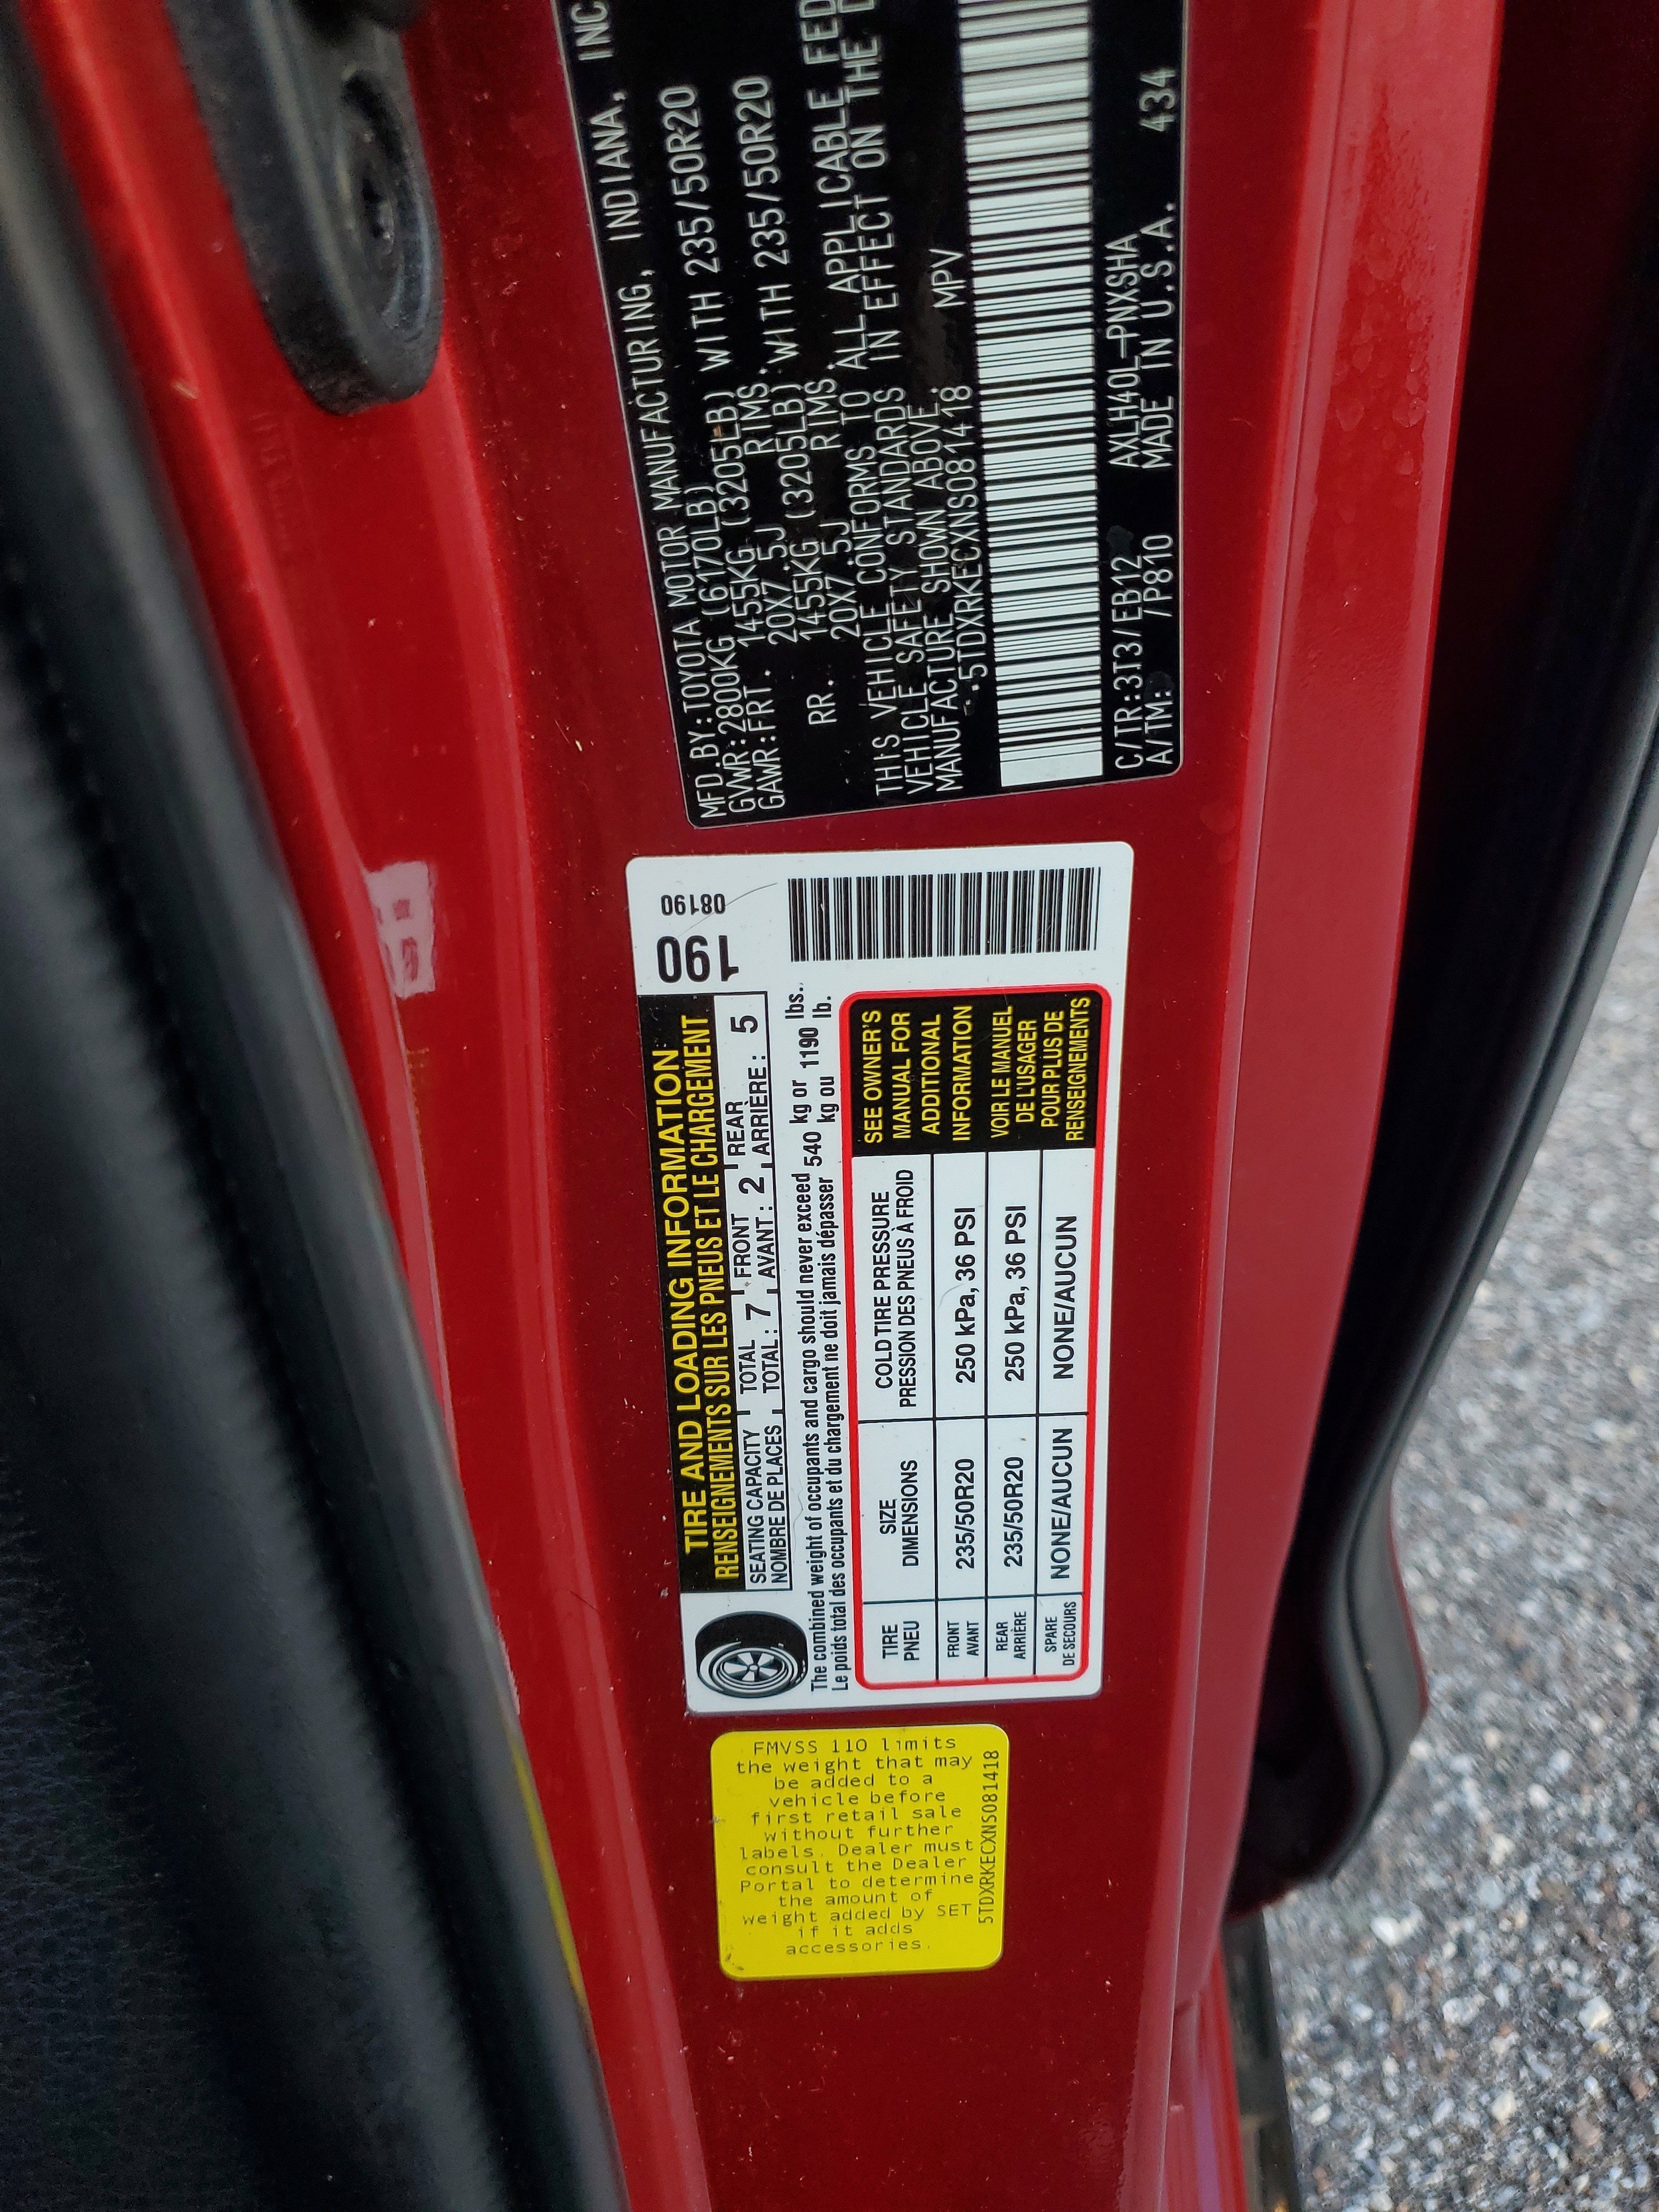 MFD.BY:TOYOTA MOTOR MANUFACTURING, INDIANA, INC
GVWR:2800KG (6170LB)
GAWR:FRT. 1455KG (3205LB) WITH 235/50R20
20X7.5J RIMS.
RR. 1455KG (3205LB) WITH 235/50R20
20X7.5J RIMS.
THIS VEHICLE CONFORMS TO ALL APPLICABLE FED
VEHICLE SAFETY STANDARDS IN EFFECT ON THE D
MANUFACTURE SHOWN ABOVE.
5TDXRKECXNS081418 MPV
C/TR:3T3/EB12 AXLH40L-PNXSHA
A/TM: /P810 MADE IN U.S.A. 434
TIRE AND LOADING INFORMATION
RENSEIGNEMENTS SUR LES PNEUS ET LE CHARGEMENT
190
08190
SEATING CAPACITY TOTAL FRONT REAR
NOMBRE DE PLACES TOTAL: 7 AVANT: 2 ARRIÈRE: 5
The combined weight of occupants and cargo should never exceed 540 kg or 1190 lbs.
Le poids total des occupants et du chargement ne doit jamais dépasser kg ou lb.
TIRE SIZE COLD TIRE PRESSURE
PNEU DIMENSIONS PRESSION DES PNEUS À FROID
FRONT
AVANT 235/50R20 250 kPa, 36 PSI
REAR
ARRIÈRE 235/50R20 250 kPa, 36 PSI
SPARE
DE SECOURS NONE/AUCUN NONE/AUCUN
SEE OWNER'S
MANUAL FOR
ADDITIONAL
INFORMATION
VOIR LE MANUEL
DE L'USAGER
POUR PLUS DE
RENSEIGNEMENTS
FMVSS 110 limits
the weight that may
be added to a
vehicle before
first retail sale
without further
labels. Dealer must
consult the Dealer
Portal to determine
the amount of
weight added by SET
if it adds
accessories.
5TDXRKECXNS081418